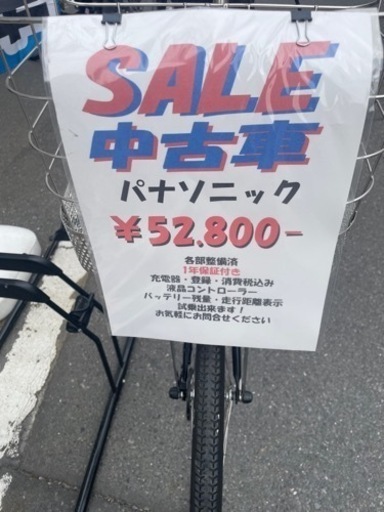 SALE
中古車
パナソニック
￥52,800-
各部整備済
1年保証付き
充電器・登録・消費税込み
液晶コントローラー
バッテリー残量・走行距離表示
試乗出来ます！
お気軽にお問合せください